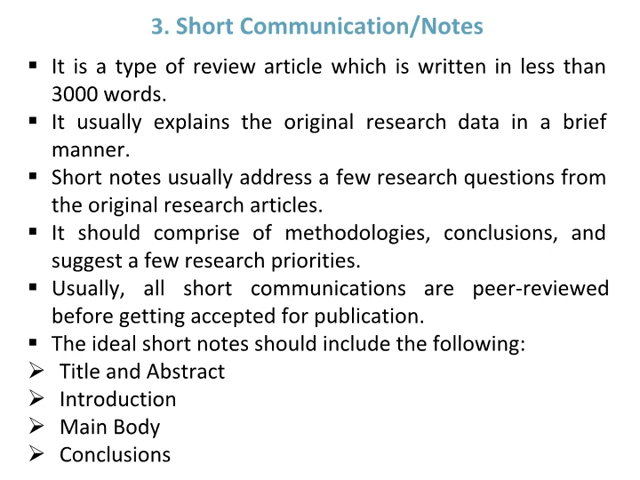 3. Short Communication/Notes
▪ It is a type of review article which is written in less than
3000 words.
▪ It usually explains the original research data in a brief
manner.
▪ Short notes usually address a few research questions from
the original research articles.
▪ It should comprise of methodologies, conclusions, and
suggest a few research priorities.
▪ Usually, all short communications are peer-reviewed
before getting accepted for publication.
▪ The ideal short notes should include the following:
➢ Title and Abstract
➢ Introduction
➢ Main Body
➢ Conclusions